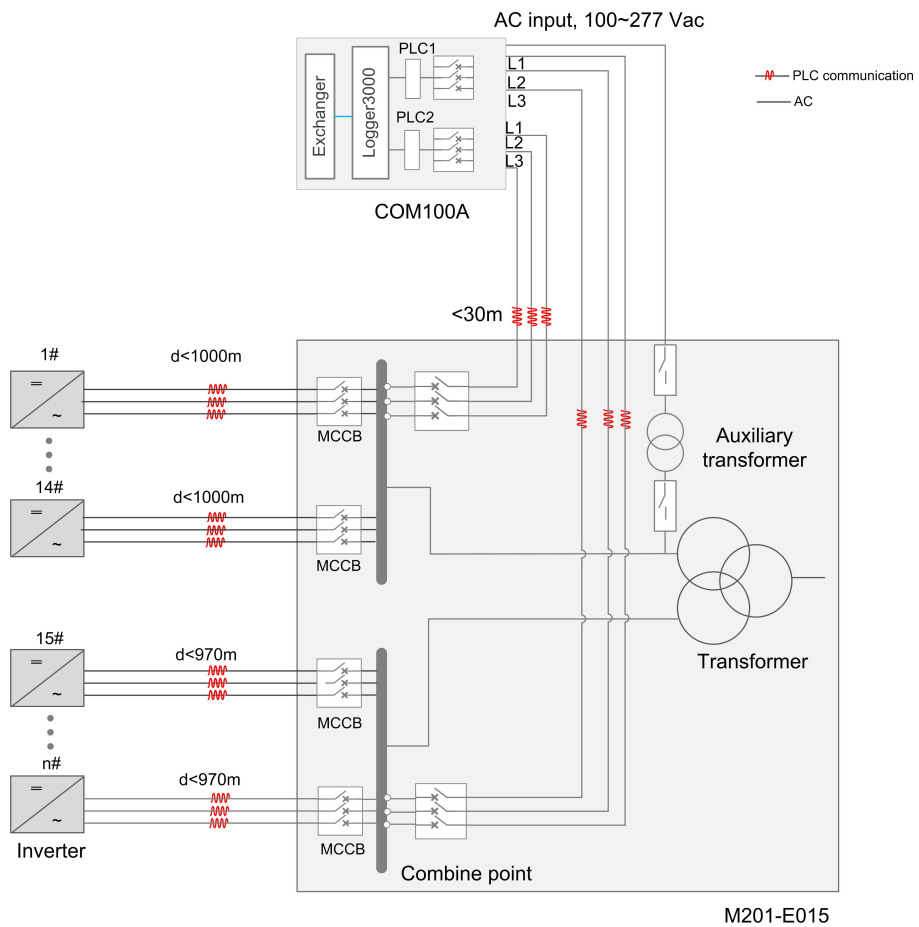 AC input, 100~277 Vac
PLC communication
AC
Exchanger
Logger3000
PLC1
PLC2
L1
L2
L3
L1
L2
L3
COM100A
<30m
1#
d<1000m
MCCB
14#
d<1000m
MCCB
Auxiliary
transformer
Transformer
15#
d<970m
MCCB
n#
d<970m
MCCB
Inverter
Combine point
M201-E015